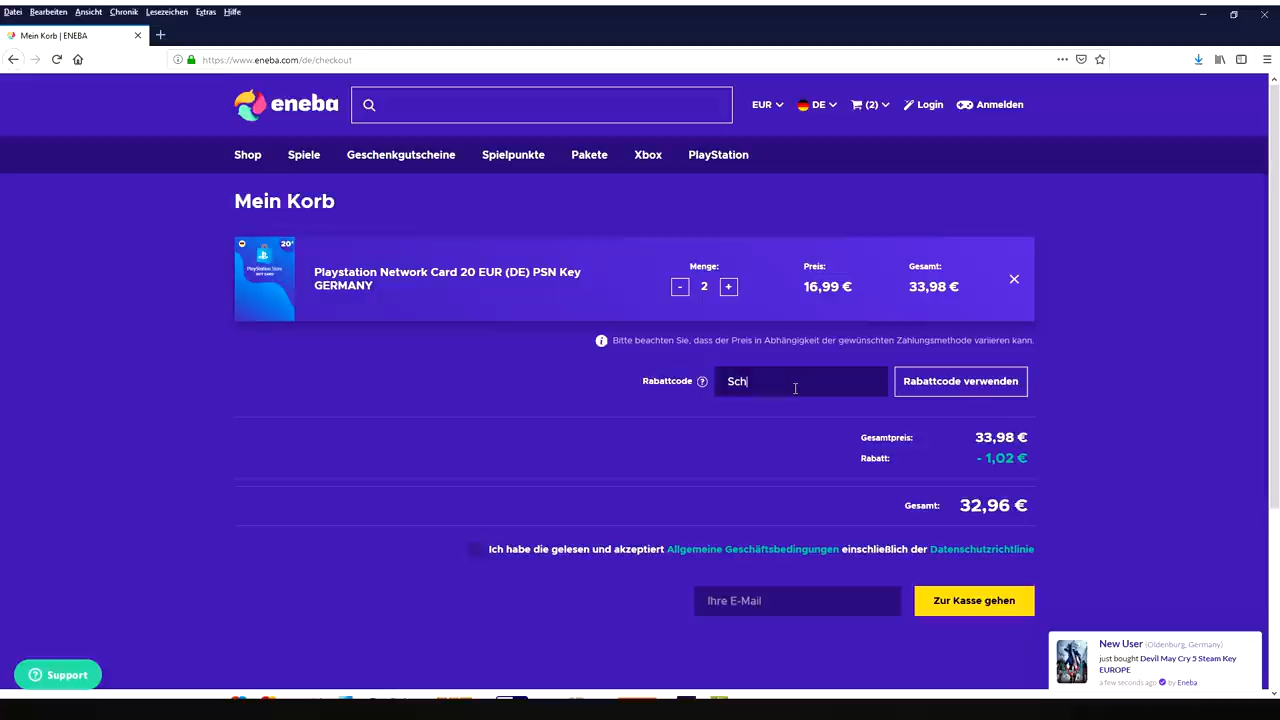 Datei Bearbeiten Ansicht Chronik Lesezeichen Extras Hilfe
Mein Korb | ENEBA
https://www.eneba.com/de/checkout
eneba
EUR DE (2) Login Anmelden
Shop Spiele Geschenkgutscheine Spielpunkte Pakete Xbox PlayStation
Mein Korb
20
PlayStation Store
Playstation Network Card 20 EUR (DE) PSN Key
GERMANY
Menge: Preis: Gesamt:
- 2 + 16,99 € 33,98 €
Bitte beachten Sie, dass der Preis in Abhängigkeit der gewünschten Zahlungsmethode variieren kann.
Rabattcode ? Sch Rabattcode verwenden
Gesamtpreis: 33,98 €
Rabatt: - 1,02 €
Gesamt: 32,96 €
Ich habe die gelesen und akzeptiert Allgemeine Geschäftsbedingungen einschließlich der Datenschutzrichtlinie
Ihre E-Mail Zur Kasse gehen
New User (Oldenburg, Germany)
just bought Devil May Cry 5 Steam Key
EUROPE
a few seconds ago by Eneba
? Support